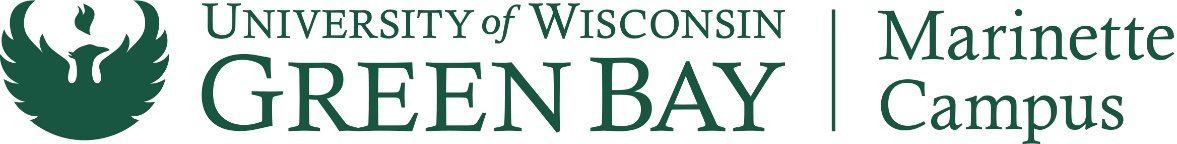 UNIVERSITY of WISCONSIN
GREEN BAY
Marinette
Campus